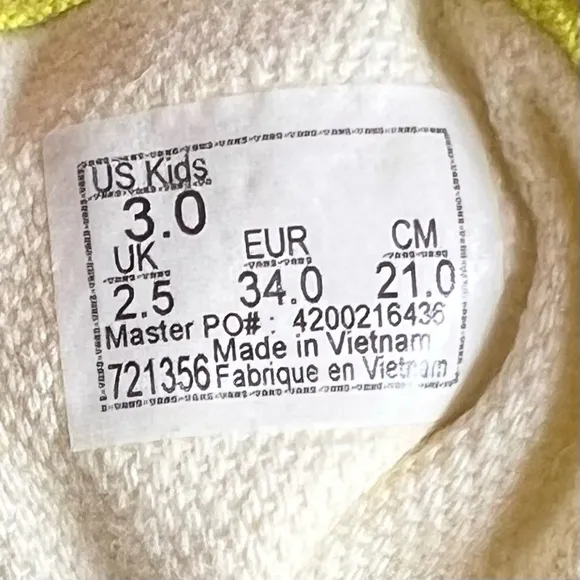 US Kids
3.0
UK EUR CM
2.5 34.0 21.0
Master PO# : 4200216436
Made in Vietnam
721356 Fabrique en Vietnam